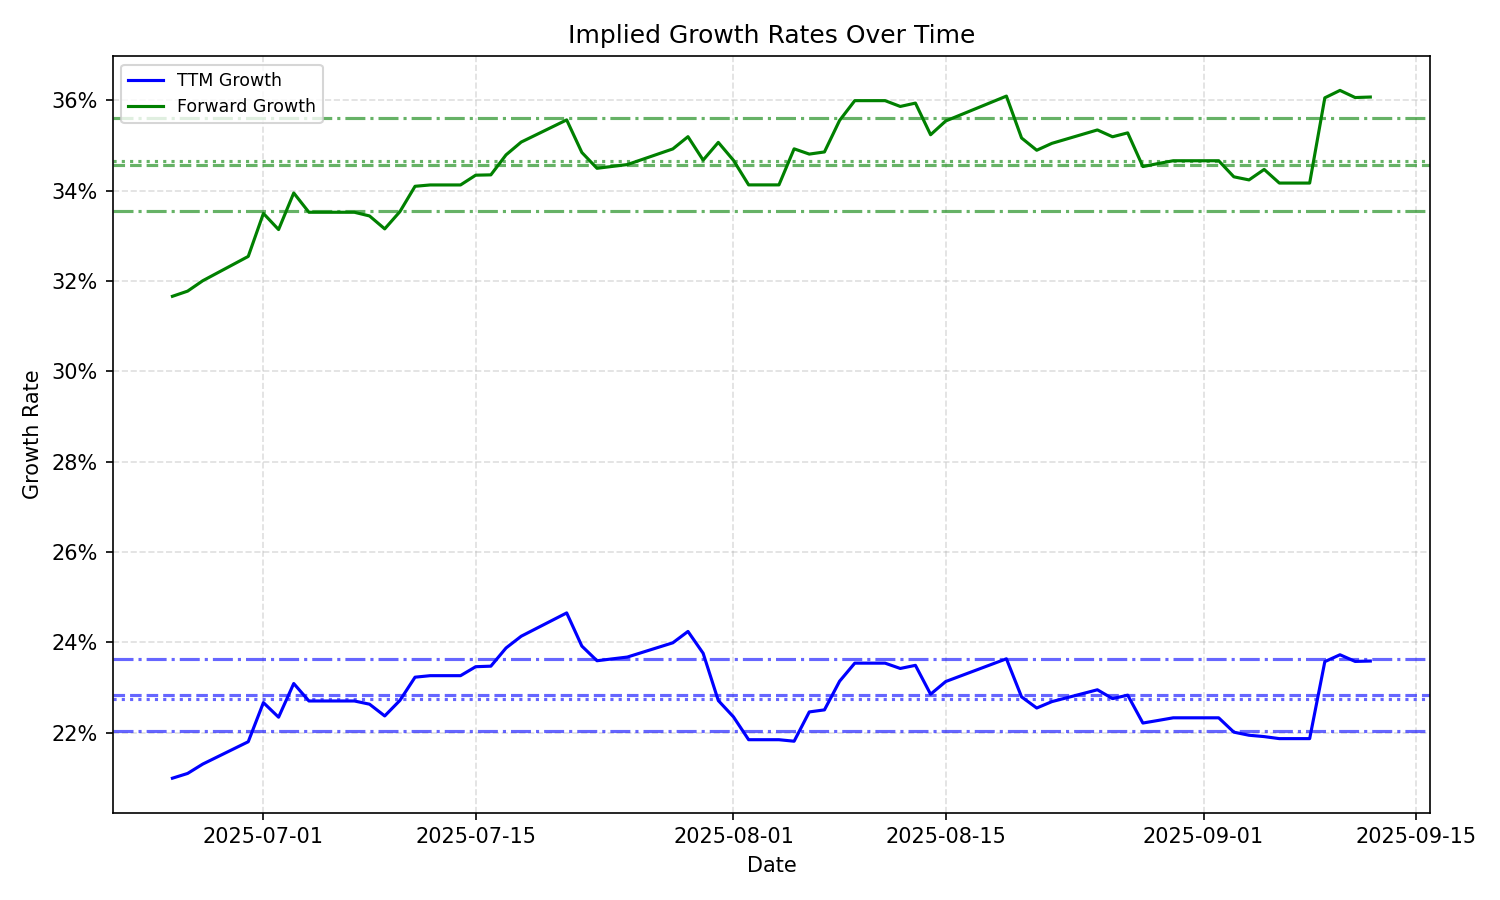 Implied Growth Rates Over Time
TTM Growth
Forward Growth
36%
34%
32%
30%
28%
26%
24%
22%
Growth Rate
2025-07-01
2025-07-15
2025-08-01
2025-08-15
2025-09-01
2025-09-15
Date